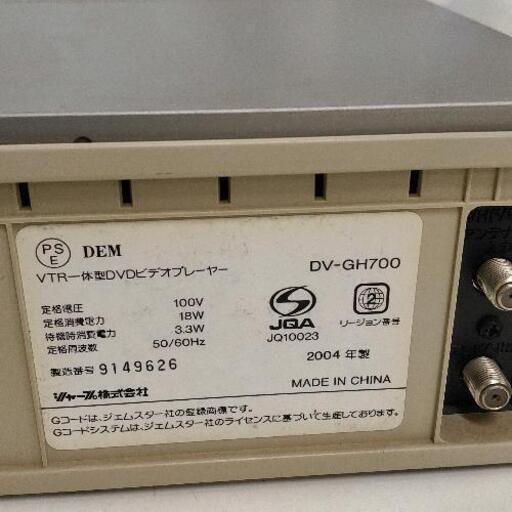 PS
E
DEM
VTR一体型DVDビデオプレーヤー
DV-GH700
定格電圧 100V
定格消費電力 18W
待機時消費電力 3.3W
定格周波数 50/60Hz
製造番号 9149626
シャープ株式会社
JQA
JQ10023
2
リージョン番号
2004 年製
MADE IN CHINA
Gコードは、ジェムスター社の登録商標です。
Gコードシステムは、ジェムスター社のライセンスに基づいて生産しております。